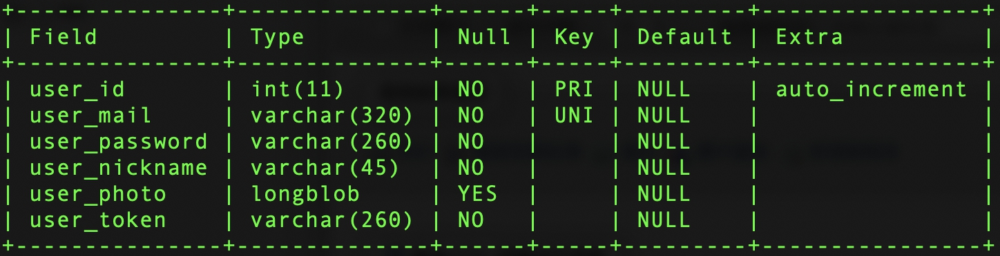 +---------------+--------------+------+-----+---------+----------------+
| Field         | Type         | Null | Key | Default | Extra          |
+---------------+--------------+------+-----+---------+----------------+
| user_id       | int(11)      | NO   | PRI | NULL    | auto_increment |
| user_mail     | varchar(320) | NO   | UNI | NULL    |                |
| user_password | varchar(260) | NO   |     | NULL    |                |
| user_nickname | varchar(45)  | NO   |     | NULL    |                |
| user_photo    | longblob     | YES  |     | NULL    |                |
| user_token    | varchar(260) | NO   |     | NULL    |                |
+---------------+--------------+------+-----+---------+----------------+